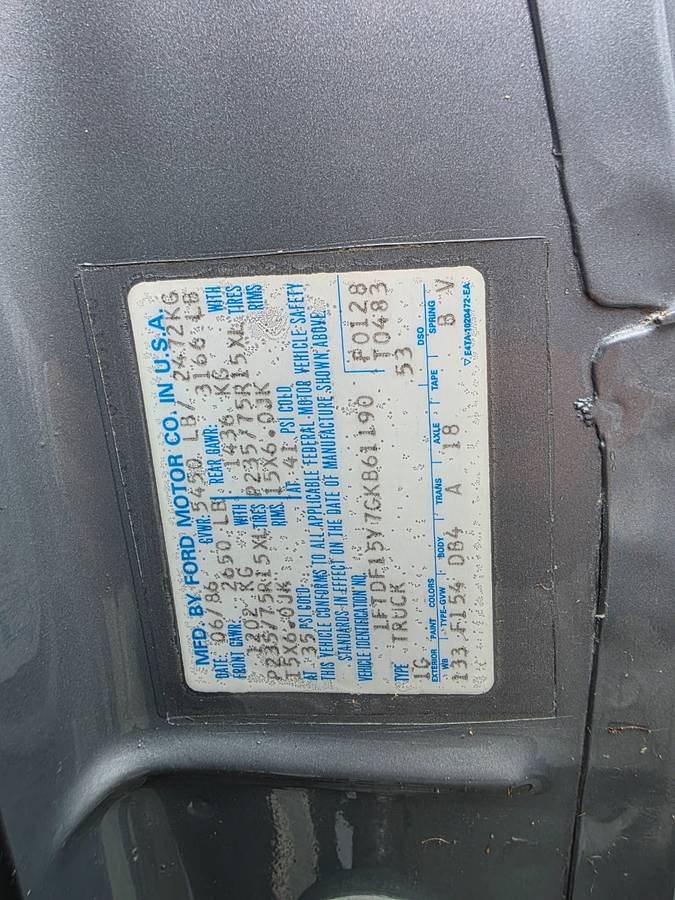 MFD. BY FORD MOTOR CO. IN U.S.A.
DATE: 06/86 GVWR: 5450 LB/ 2472KG
FRONT GAWR: 2650 LB REAR GAWR: 3166 LB
1202 KG WITH 1436 KG WITH
P235/75R15XL TIRES P235/75R15XL TIRES
15X6.0JK RIMS 15X6.0JK RIMS
AT 35 PSI COLD AT 41 PSI COLD
THIS VEHICLE CONFORMS TO ALL APPLICABLE FEDERAL MOTOR VEHICLE SAFETY
STANDARDS IN EFFECT ON THE DATE OF MANUFACTURE SHOWN ABOVE.
VEHICLE IDENTIFICATION NO.
1FTDF15Y7GKB61190 F0128
TYPE TRUCK T0483
1G 53
EXTERIOR PAINT COLORS DSO
WB TYPE-GVW BODY TRANS AXLE TAPE SPRING
133 F154 DB4 A 18 B V
▽ E4TA-1020472-EA